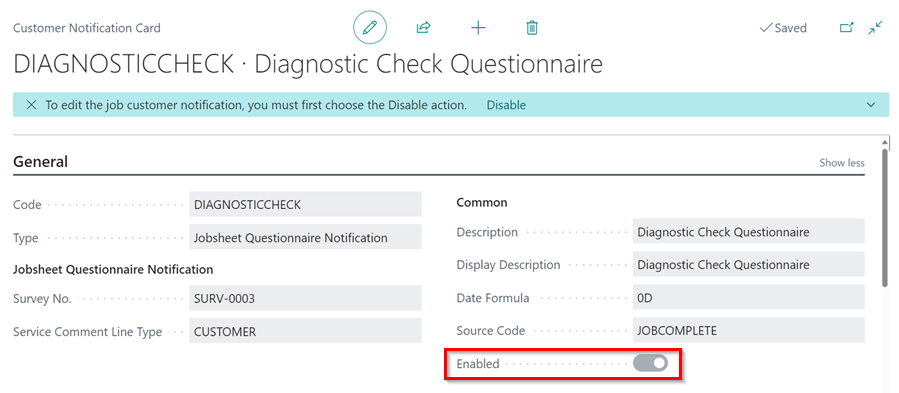 Customer Notification Card
Saved
DIAGNOSTICCHECK · Diagnostic Check Questionnaire
To edit the job customer notification, you must first choose the Disable action. Disable
General
Show less
Code DIAGNOSTICCHECK
Type Jobsheet Questionnaire Notification
Jobsheet Questionnaire Notification
Survey No. SURV-0003
Service Comment Line Type CUSTOMER
Common
Description Diagnostic Check Questionnaire
Display Description Diagnostic Check Questionnaire
Date Formula 0D
Source Code JOBCOMPLETE
Enabled